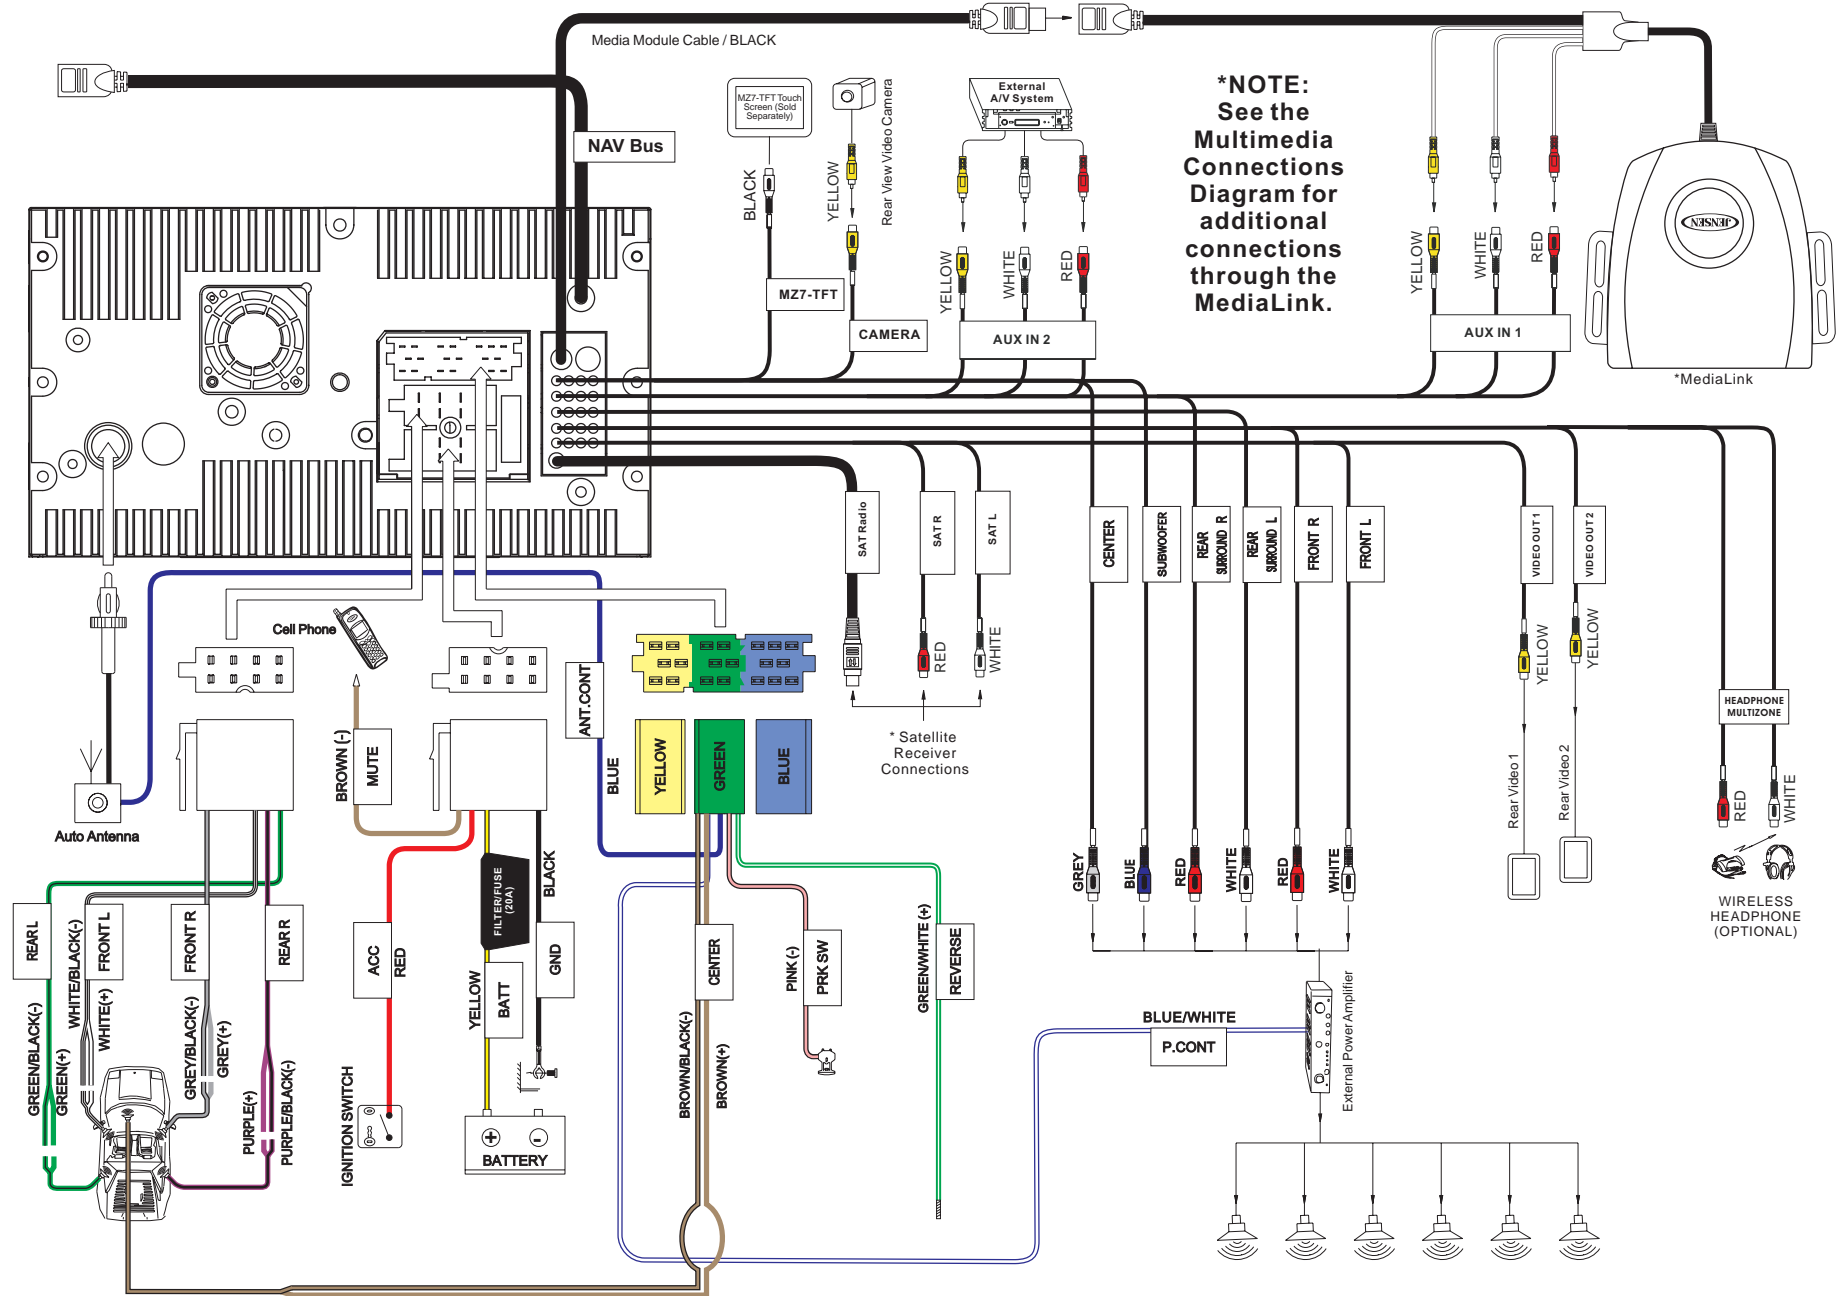 Media Module Cable / BLACK
NAV Bus
MZ7-TFT Touch
Screen (Sold
Separately)
BLACK
MZ7-TFT
YELLOW
Rear View Video Camera
CAMERA
External
A/V System
YELLOW
WHITE
RED
AUX IN 2
*NOTE:
See the
Multimedia
Connections
Diagram for
additional
connections
through the
MediaLink.
YELLOW
WHITE
RED
AUX IN 1
JENSEN
*MediaLink
SAT Radio
SAT R
SAT L
RED
WHITE
* Satellite
Receiver
Connections
CENTER
SUBWOOFER
REAR
SURROUND R
REAR
SURROUND L
FRONT R
FRONT L
VIDEO OUT 1
VIDEO OUT 2
YELLOW
YELLOW
Rear Video 1
Rear Video 2
HEADPHONE
MULTIZONE
RED
WHITE
WIRELESS
HEADPHONE
(OPTIONAL)
GREY
BLUE
RED
WHITE
RED
WHITE
Cell Phone
BROWN (-)
MUTE
ANT.CONT
BLUE
YELLOW
GREEN
BLUE
Auto Antenna
REAR L
WHITE/BLACK(-)
FRONT L
FRONT R
REAR R
GREEN/BLACK(-)
GREEN(+)
WHITE(+)
GREY/BLACK(-)
GREY(+)
PURPLE(+)
PURPLE/BLACK(-)
ACC
RED
IGNITION SWITCH
FILTER/FUSE
(20A)
BLACK
YELLOW
BATT
GND
+
-
BATTERY
CENTER
BROWN/BLACK(-)
BROWN(+)
PINK (-)
PRK SW
GREEN/WHITE (+)
REVERSE
BLUE/WHITE
P.CONT
External Power Amplifier